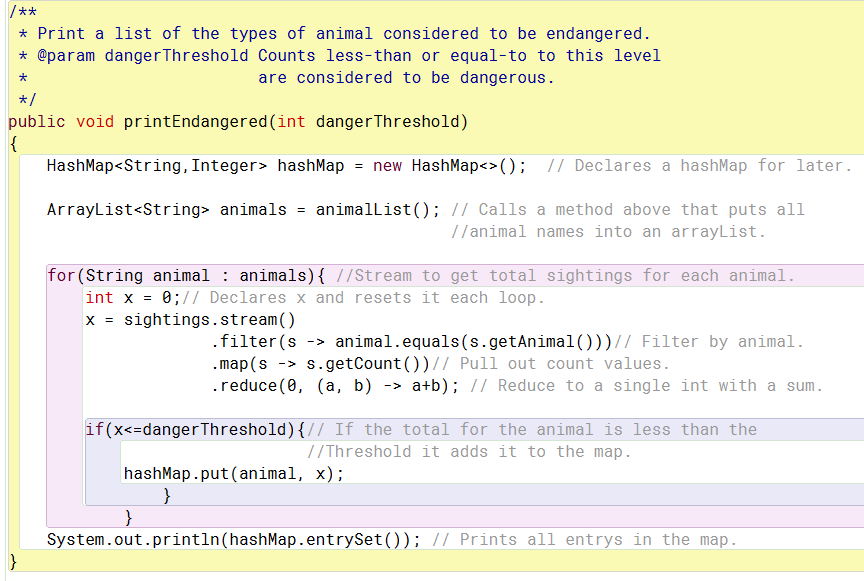 /**
 * Print a list of the types of animal considered to be endangered.
 * @param dangerThreshold Counts less-than or equal-to to this level
 *                        are considered to be dangerous.
 */
public void printEndangered(int dangerThreshold)
{
    HashMap<String,Integer> hashMap = new HashMap<>();  // Declares a hashMap for later.
    ArrayList<String> animals = animalList(); // Calls a method above that puts all
                                              //animal names into an arrayList.
    for(String animal : animals){ //Stream to get total sightings for each animal.
        int x = 0;// Declares x and resets it each loop.
        x = sightings.stream()
                     .filter(s -> animal.equals(s.getAnimal()))// Filter by animal.
                     .map(s -> s.getCount())// Pull out count values.
                     .reduce(0, (a, b) -> a+b); // Reduce to a single int with a sum.
        if(x<=dangerThreshold){// If the total for the animal is less than the
                               //Threshold it adds it to the map.
            hashMap.put(animal, x);
                }
            }
    System.out.println(hashMap.entrySet()); // Prints all entrys in the map.
}